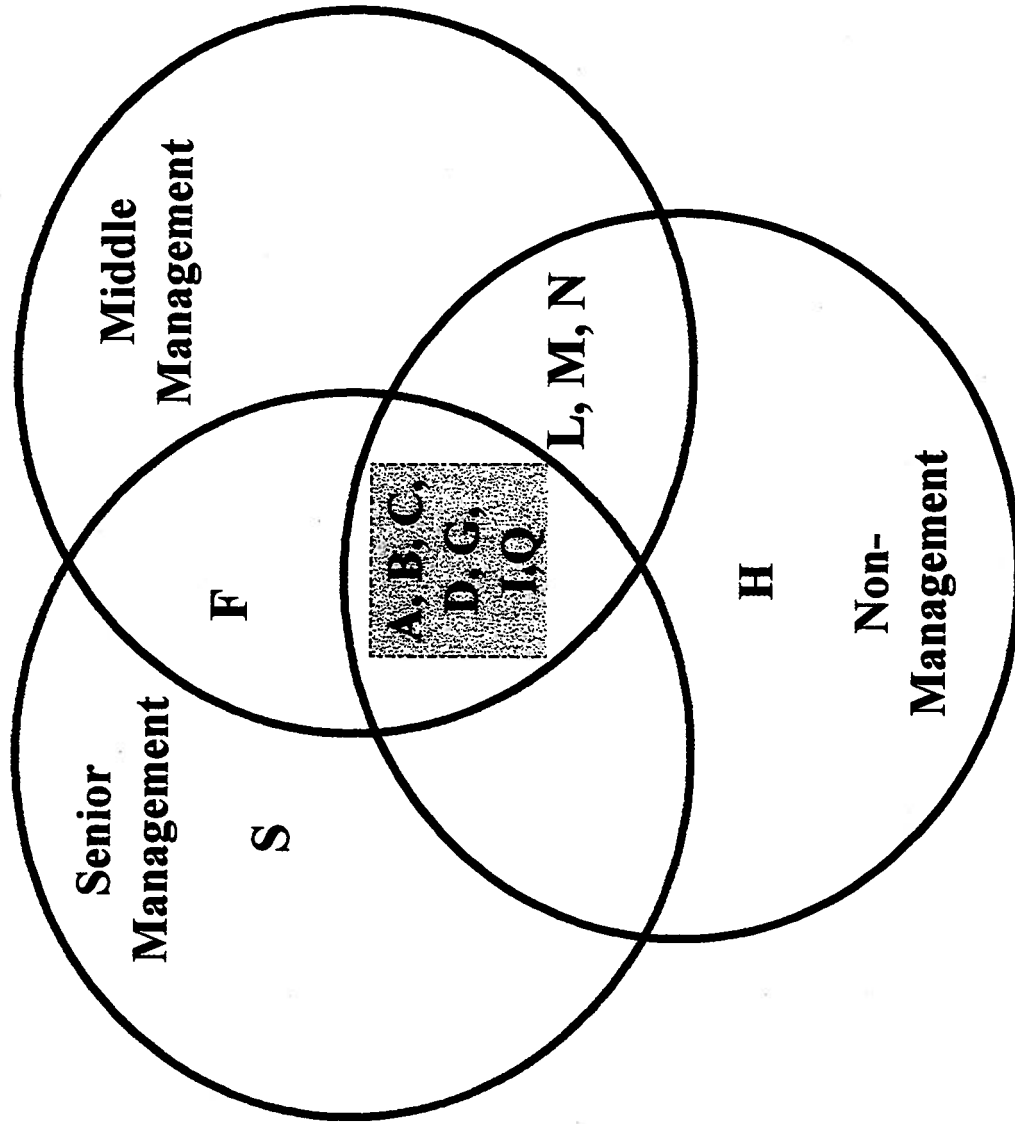 Senior
Management
Middle
Management
S
F
A, B, C,
D, G,
I,Q
L, M, N
H
Non-
Management